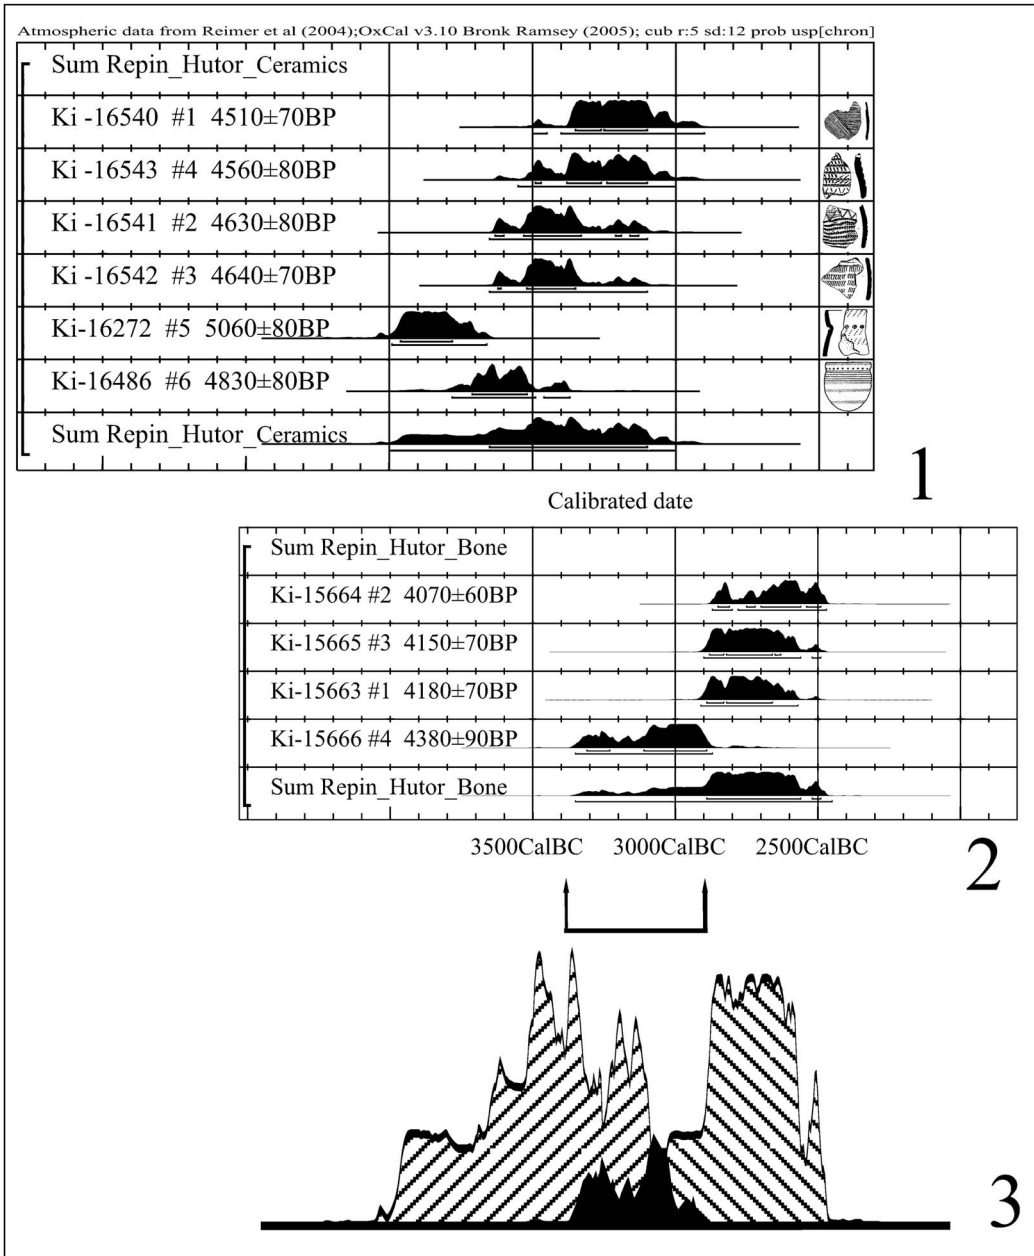 Atmospheric data from Reimer et al (2004);OxCal v3.10 Bronk Ramsey (2005); cub r:5 sd:12 prob usp[chron]
Sum Repin_Hutor_Ceramics
Ki -16540 #1 4510±70BP
Ki -16543 #4 4560±80BP
Ki -16541 #2 4630±80BP
Ki -16542 #3 4640±70BP
Ki-16272 #5 5060±80BP
Ki-16486 #6 4830±80BP
Sum Repin_Hutor_Ceramics
1
Calibrated date
Sum Repin_Hutor_Bone
Ki-15664 #2 4070±60BP
Ki-15665 #3 4150±70BP
Ki-15663 #1 4180±70BP
Ki-15666 #4 4380±90BP
Sum Repin_Hutor_Bone
3500CalBC 3000CalBC 2500CalBC
2
3